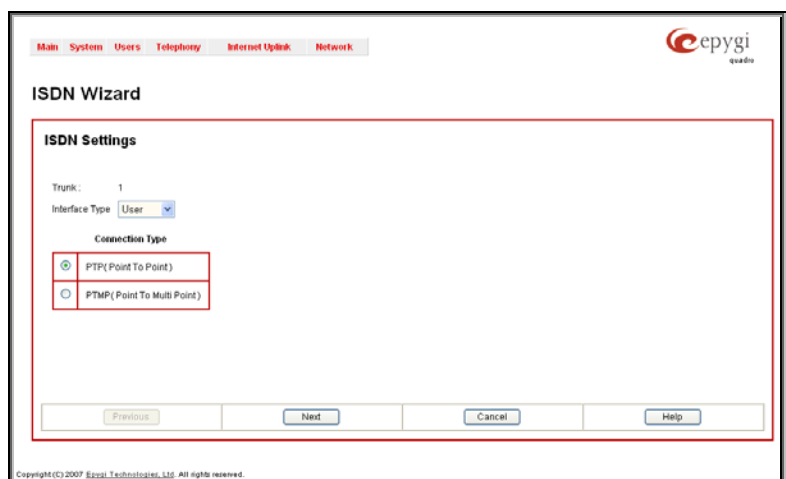 Main System Users Telephony Internet Uplink Network
epygi
quadro
ISDN Wizard
ISDN Settings
Trunk : 1
Interface Type User
Connection Type
PTP( Point To Point )
PTMP( Point To Multi Point )
Previous Next Cancel Help
Copyright (C) 2007 Epygi Technologies, Ltd. All rights reserved.